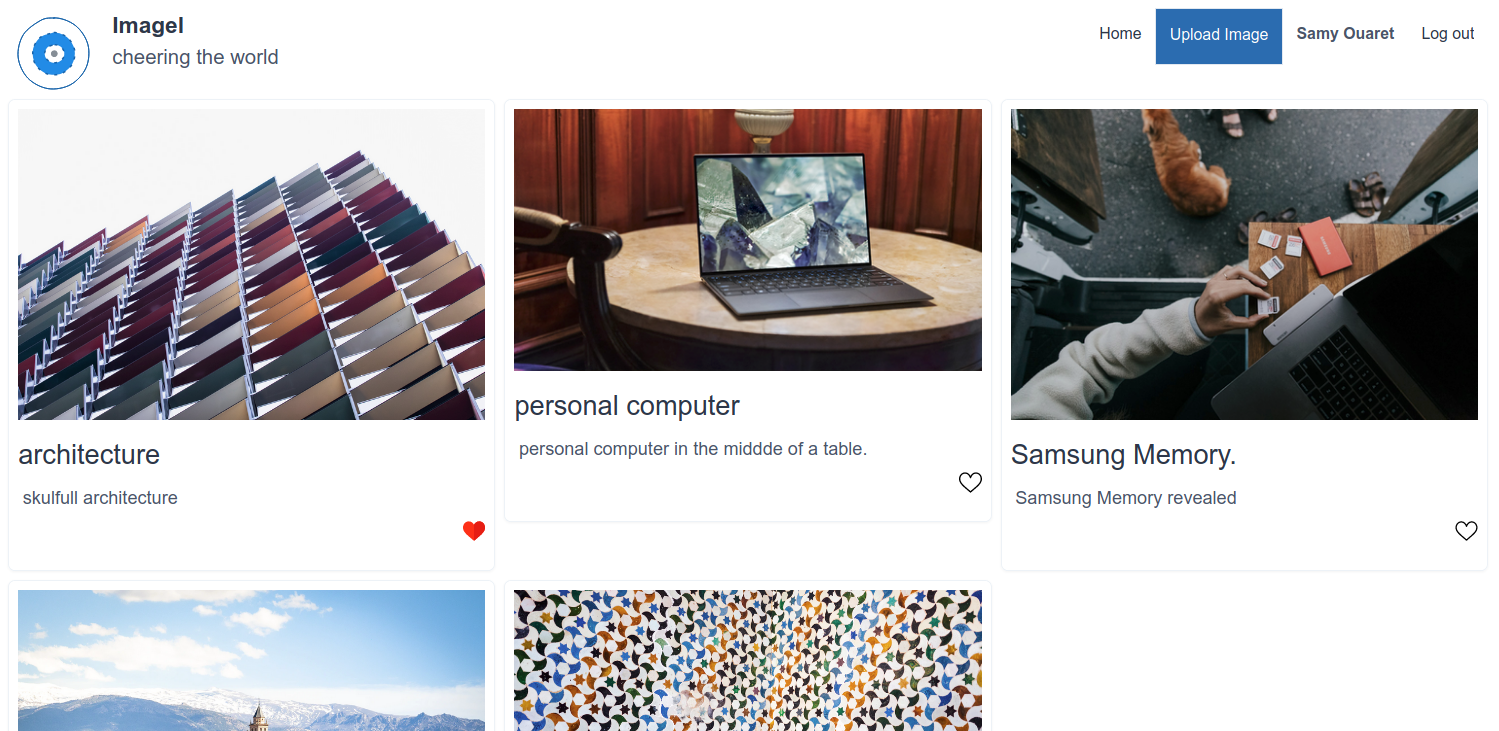 Imagel
cheering the world
Home
Upload Image
Samy Ouaret
Log out
architecture
skulfull architecture
personal computer
personal computer in the middde of a table.
Samsung Memory.
Samsung Memory revealed